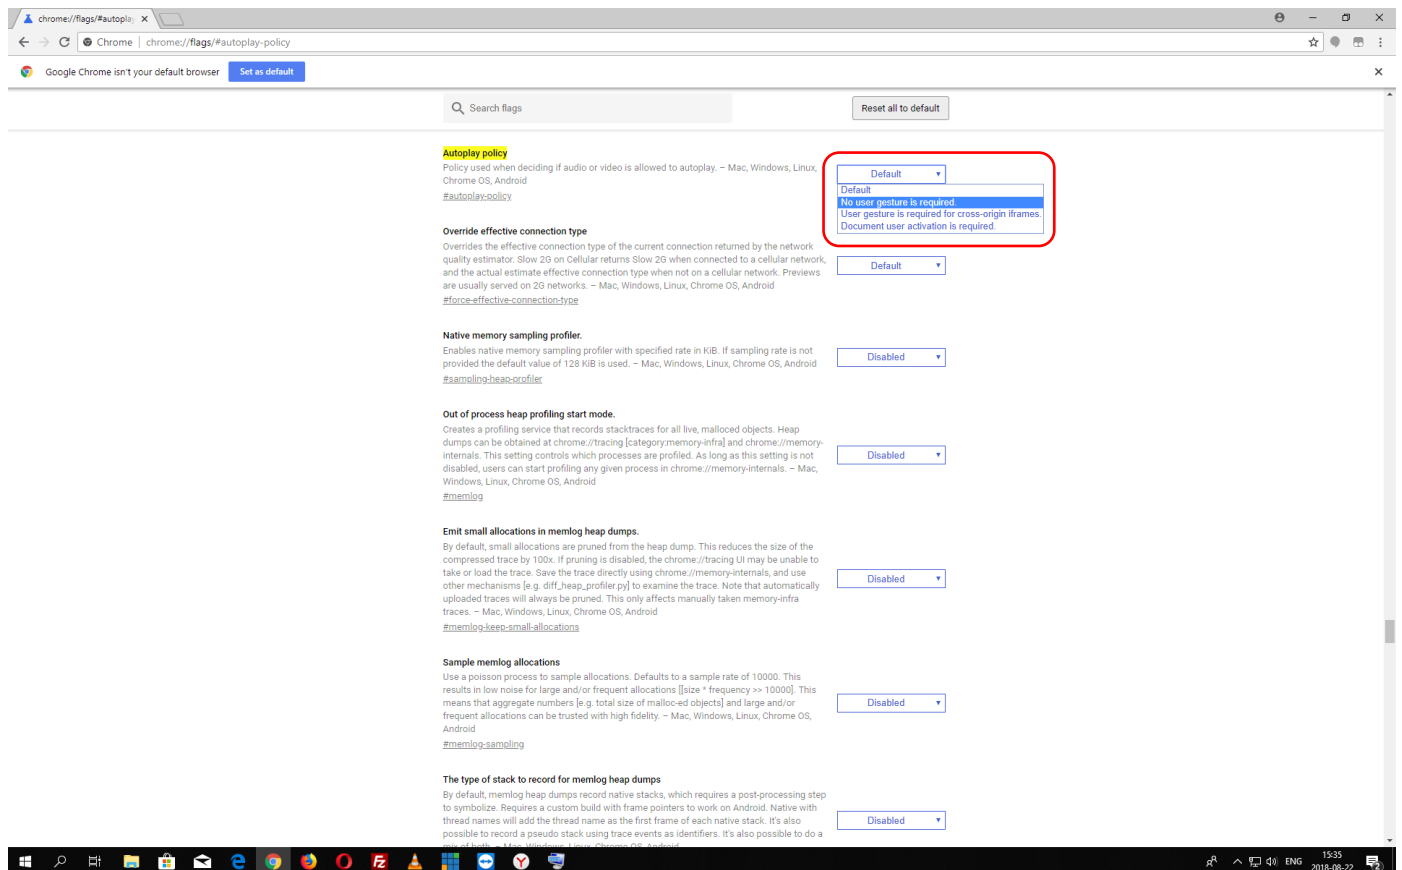 chrome://flags/#autopla
Chrome | chrome://flags/#autoplay-policy
Google Chrome isn't your default browser Set as default
Search flags Reset all to default
Autoplay policy
Policy used when deciding if audio or video is allowed to autoplay. – Mac, Windows, Linux,
Chrome OS, Android
#autoplay-policy
Default
Default
No user gesture is required.
User gesture is required for cross-origin iframes.
Document user activation is required.
Override effective connection type
Overrides the effective connection type of the current connection returned by the network
quality estimator. Slow 2G on Cellular returns Slow 2G when connected to a cellular network,
and the actual estimate effective connection type when not on a cellular network. Previews
are usually served on 2G networks. – Mac, Windows, Linux, Chrome OS, Android
#force-effective-connection-type
Default
Native memory sampling profiler.
Enables native memory sampling profiler with specified rate in KiB. If sampling rate is not
provided the default value of 128 KiB is used. – Mac, Windows, Linux, Chrome OS, Android
#sampling-heap-profiler
Disabled
Out of process heap profiling start mode.
Creates a profiling service that records stacktraces for all live, malloced objects. Heap
dumps can be obtained at chrome://tracing [category:memory-infra] and chrome://memory-
internals. This setting controls which processes are profiled. As long as this setting is not
disabled, users can start profiling any given process in chrome://memory-internals. – Mac,
Windows, Linux, Chrome OS, Android
#memlog
Disabled
Emit small allocations in memlog heap dumps.
By default, small allocations are pruned from the heap dump. This reduces the size of the
compressed trace by 100x. If pruning is disabled, the chrome://tracing UI may be unable to
take or load the trace. Save the trace directly using chrome://memory-internals, and use
other mechanisms [e.g. diff_heap_profiler.py] to examine the trace. Note that automatically
uploaded traces will always be pruned. This only affects manually taken memory-infra
traces. – Mac, Windows, Linux, Chrome OS, Android
#memlog-keep-small-allocations
Disabled
Sample memlog allocations
Use a poisson process to sample allocations. Defaults to a sample rate of 10000. This
results in low noise for large and/or frequent allocations [[size * frequency >> 10000]. This
means that aggregate numbers [e.g. total size of malloc-ed objects] and large and/or
frequent allocations can be trusted with high fidelity. – Mac, Windows, Linux, Chrome OS,
Android
#memlog-sampling
Disabled
The type of stack to record for memlog heap dumps
By default, memlog heap dumps record native stacks, which requires a post-processing step
to symbolize. Requires a custom build with frame pointers to work on Android. Native with
thread names will add the thread name as the first frame of each native stack. It's also
possible to record a pseudo stack using trace events as identifiers. It's also possible to do a
mix of both. – Mac, Windows, Linux, Chrome OS, Android
Disabled
ENG 15:35
2018-08-22